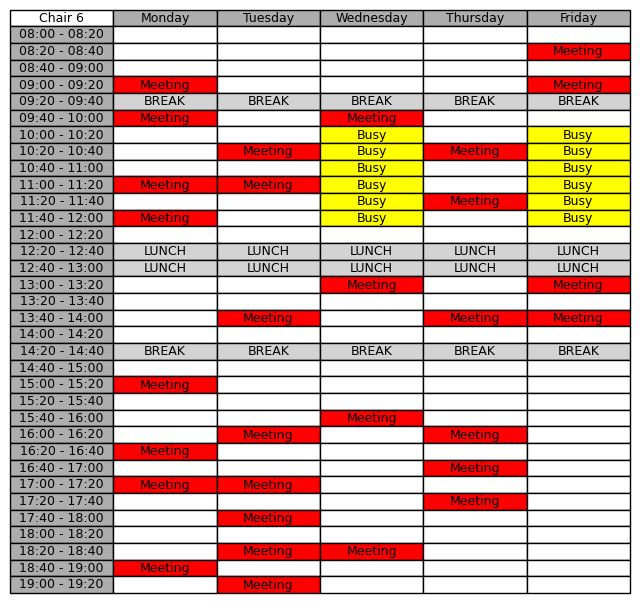 Chair 6 Monday Tuesday Wednesday Thursday Friday
08:00 - 08:20
08:20 - 08:40 Meeting
08:40 - 09:00
09:00 - 09:20 Meeting Meeting
09:20 - 09:40 BREAK BREAK BREAK BREAK BREAK
09:40 - 10:00 Meeting Meeting
10:00 - 10:20 Busy Busy
10:20 - 10:40 Meeting Busy Meeting Busy
10:40 - 11:00 Busy Busy
11:00 - 11:20 Meeting Meeting Busy Busy
11:20 - 11:40 Busy Meeting Busy
11:40 - 12:00 Meeting Busy Busy
12:00 - 12:20
12:20 - 12:40 LUNCH LUNCH LUNCH LUNCH LUNCH
12:40 - 13:00 LUNCH LUNCH LUNCH LUNCH LUNCH
13:00 - 13:20 Meeting Meeting
13:20 - 13:40
13:40 - 14:00 Meeting Meeting Meeting
14:00 - 14:20
14:20 - 14:40 BREAK BREAK BREAK BREAK BREAK
14:40 - 15:00
15:00 - 15:20 Meeting
15:20 - 15:40
15:40 - 16:00 Meeting
16:00 - 16:20 Meeting Meeting
16:20 - 16:40 Meeting
16:40 - 17:00 Meeting
17:00 - 17:20 Meeting Meeting
17:20 - 17:40 Meeting
17:40 - 18:00 Meeting
18:00 - 18:20
18:20 - 18:40 Meeting Meeting
18:40 - 19:00 Meeting
19:00 - 19:20 Meeting